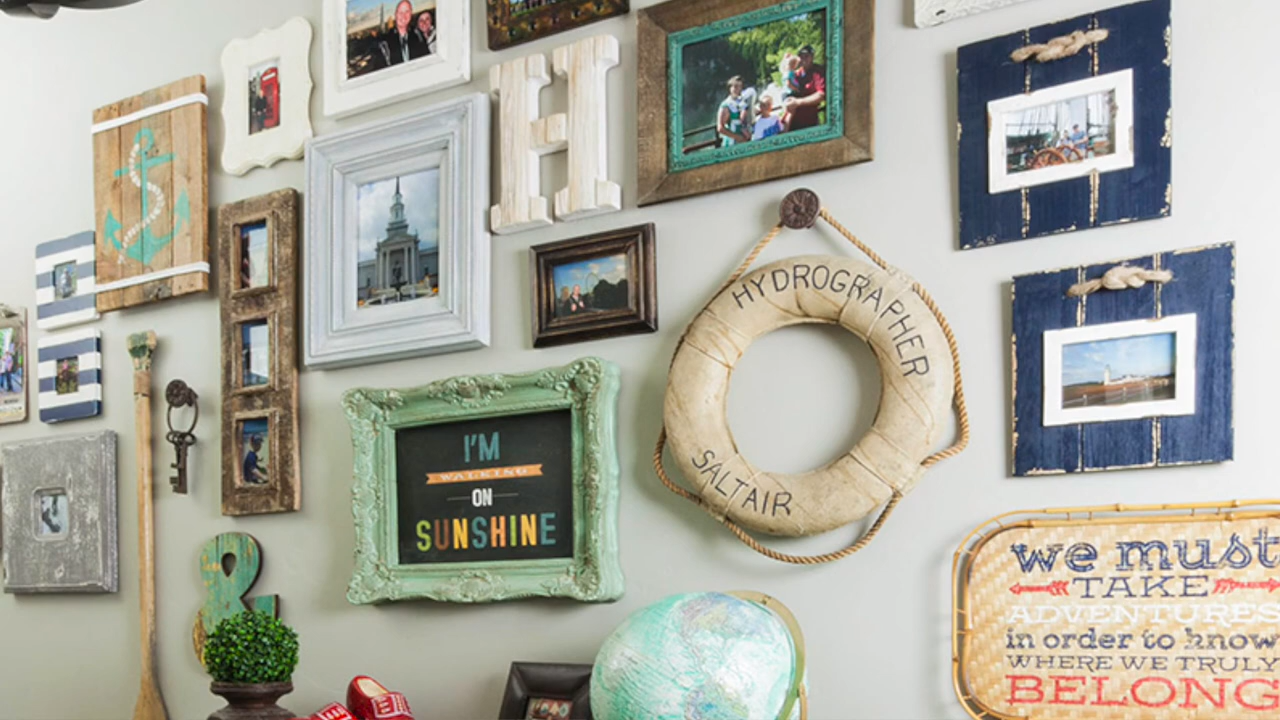 H
HYDROGRAPHER
SALTAIR
I'M
WALKING
ON
SUNSHINE
&
we must
TAKE
ADVENTURES
in order to know
WHERE WE TRULY
BELONG